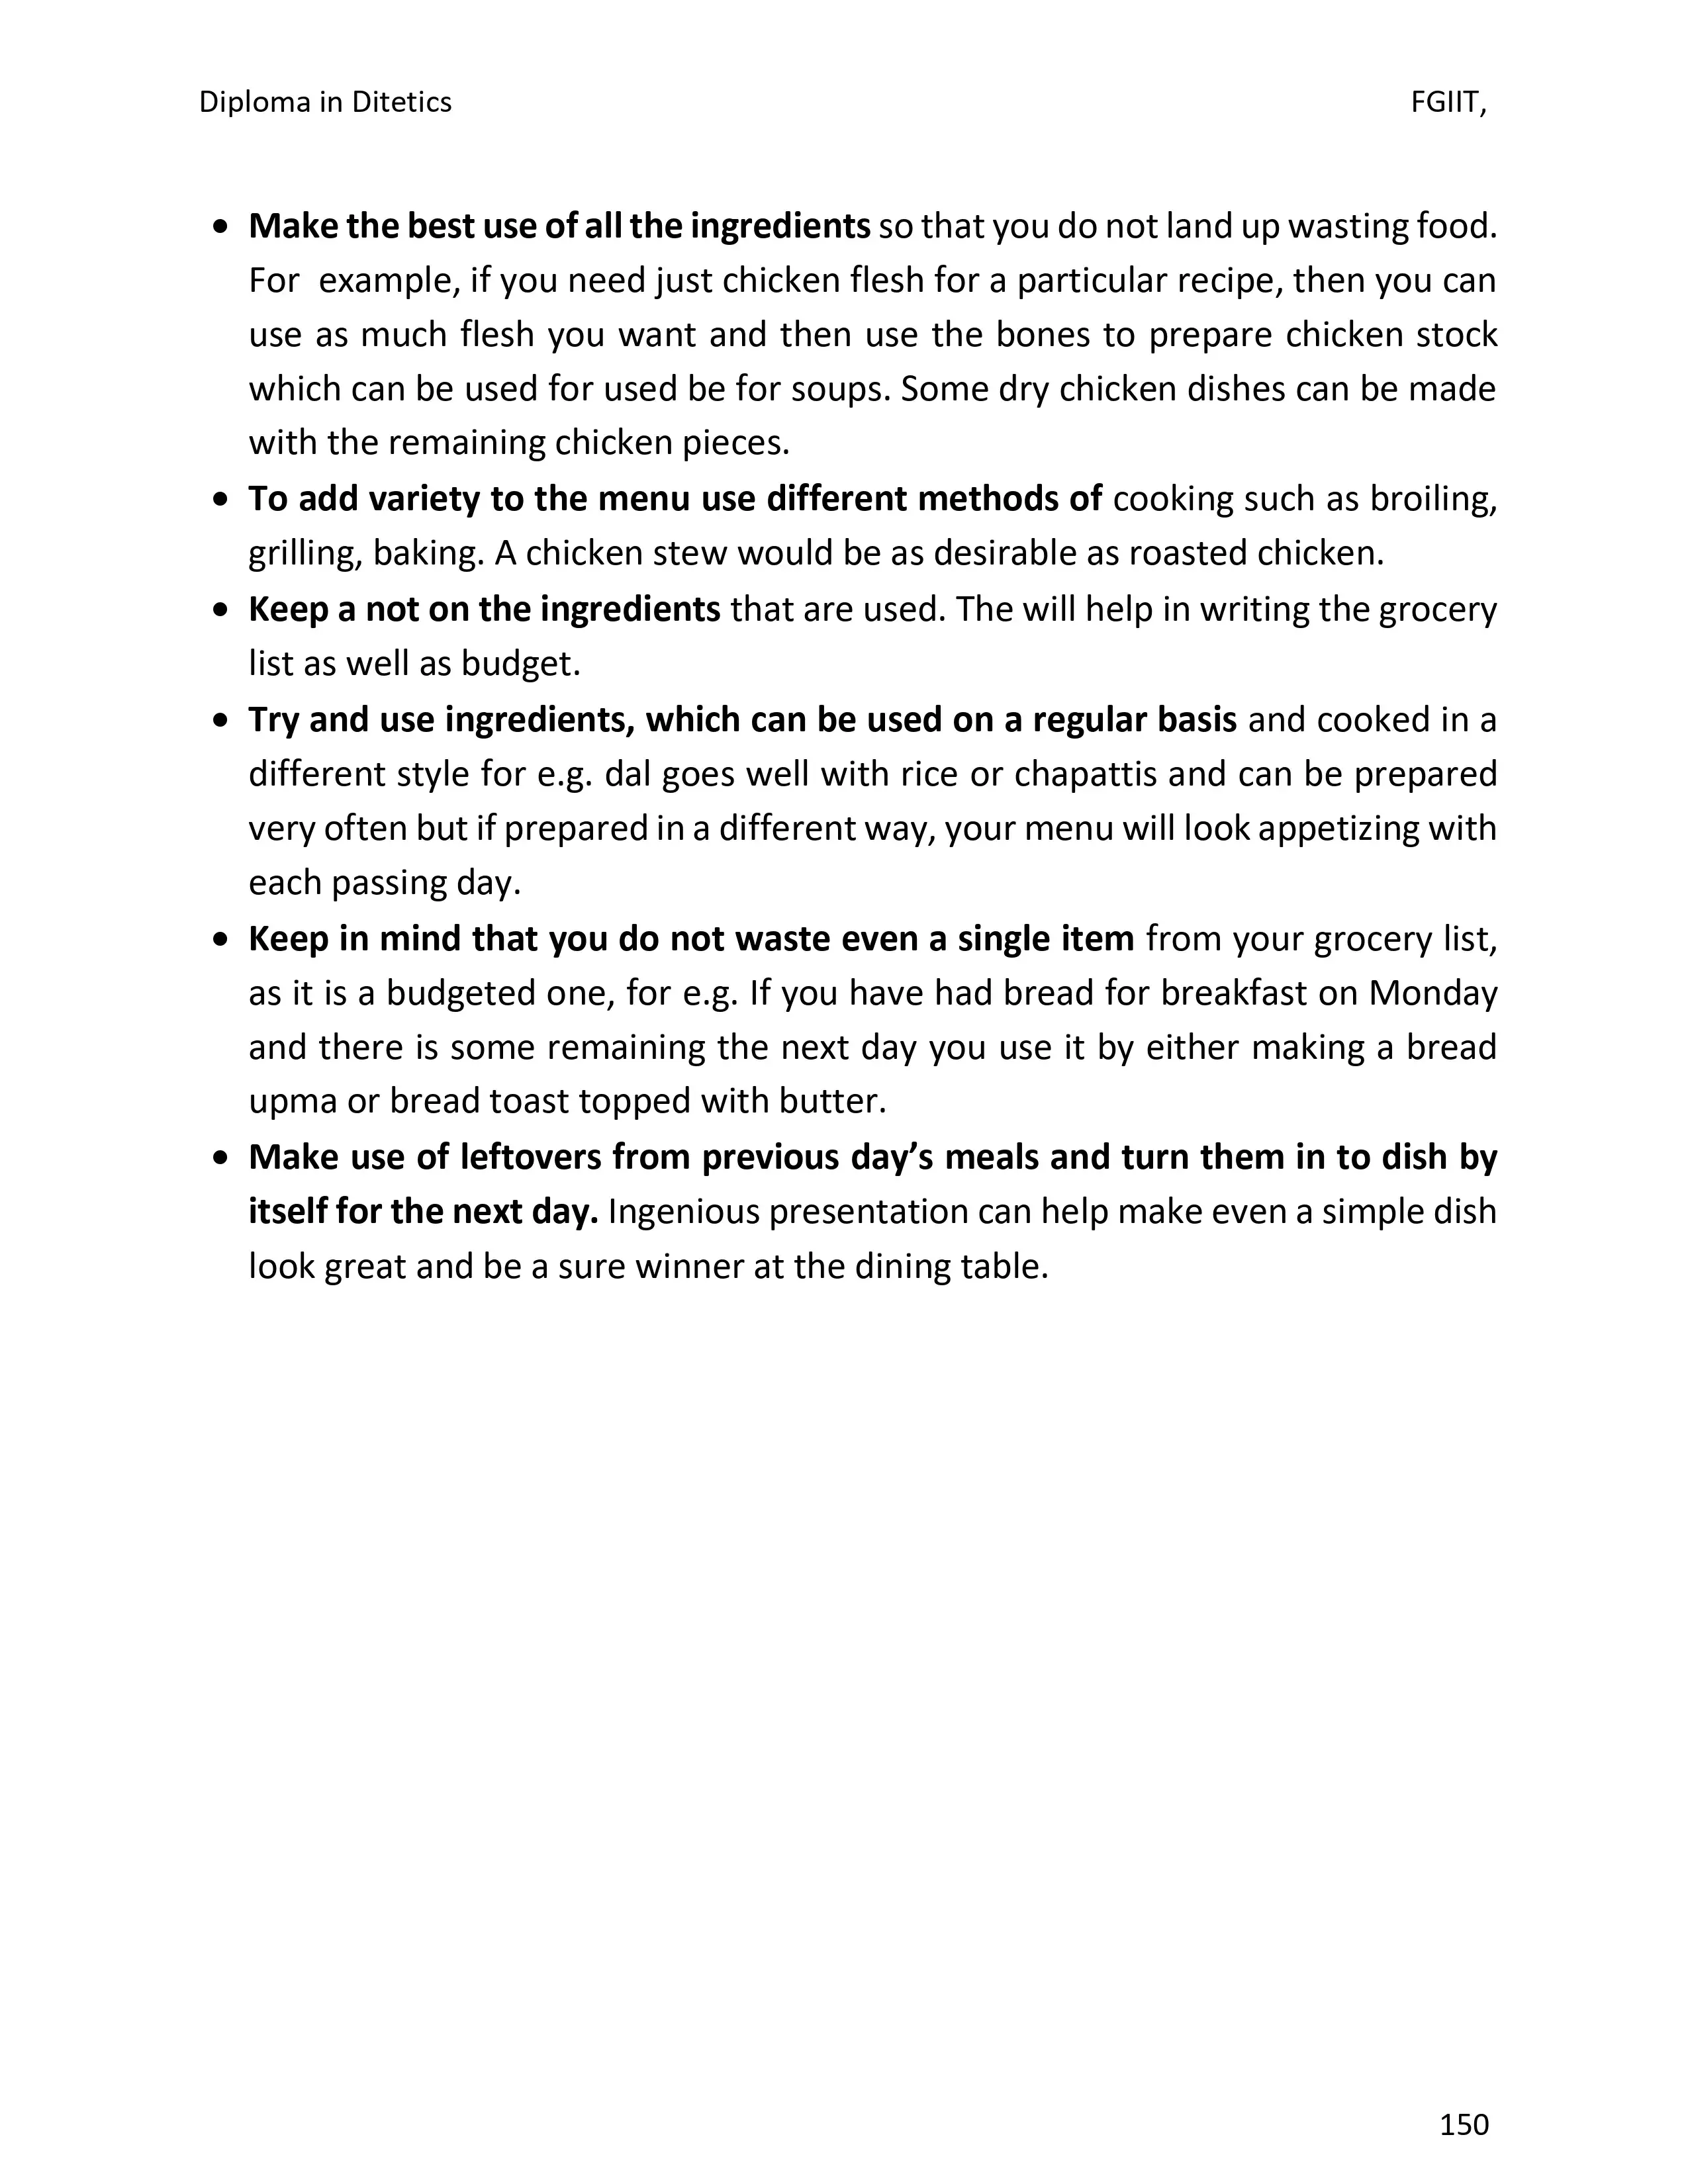 Diploma in Ditetics FGIIT,
• Make the best use of all the ingredients so that you do not land up wasting food.
For  example, if you need just chicken flesh for a particular recipe, then you can
use as much flesh you want and then use the bones to prepare chicken stock
which can be used for used be for soups. Some dry chicken dishes can be made
with the remaining chicken pieces.
• To add variety to the menu use different methods of cooking such as broiling,
grilling, baking. A chicken stew would be as desirable as roasted chicken.
• Keep a not on the ingredients that are used. The will help in writing the grocery
list as well as budget.
• Try and use ingredients, which can be used on a regular basis and cooked in a
different style for e.g. dal goes well with rice or chapattis and can be prepared
very often but if prepared in a different way, your menu will look appetizing with
each passing day.
• Keep in mind that you do not waste even a single item from your grocery list,
as it is a budgeted one, for e.g. If you have had bread for breakfast on Monday
and there is some remaining the next day you use it by either making a bread
upma or bread toast topped with butter.
• Make use of leftovers from previous day’s meals and turn them in to dish by
itself for the next day. Ingenious presentation can help make even a simple dish
look great and be a sure winner at the dining table.
150